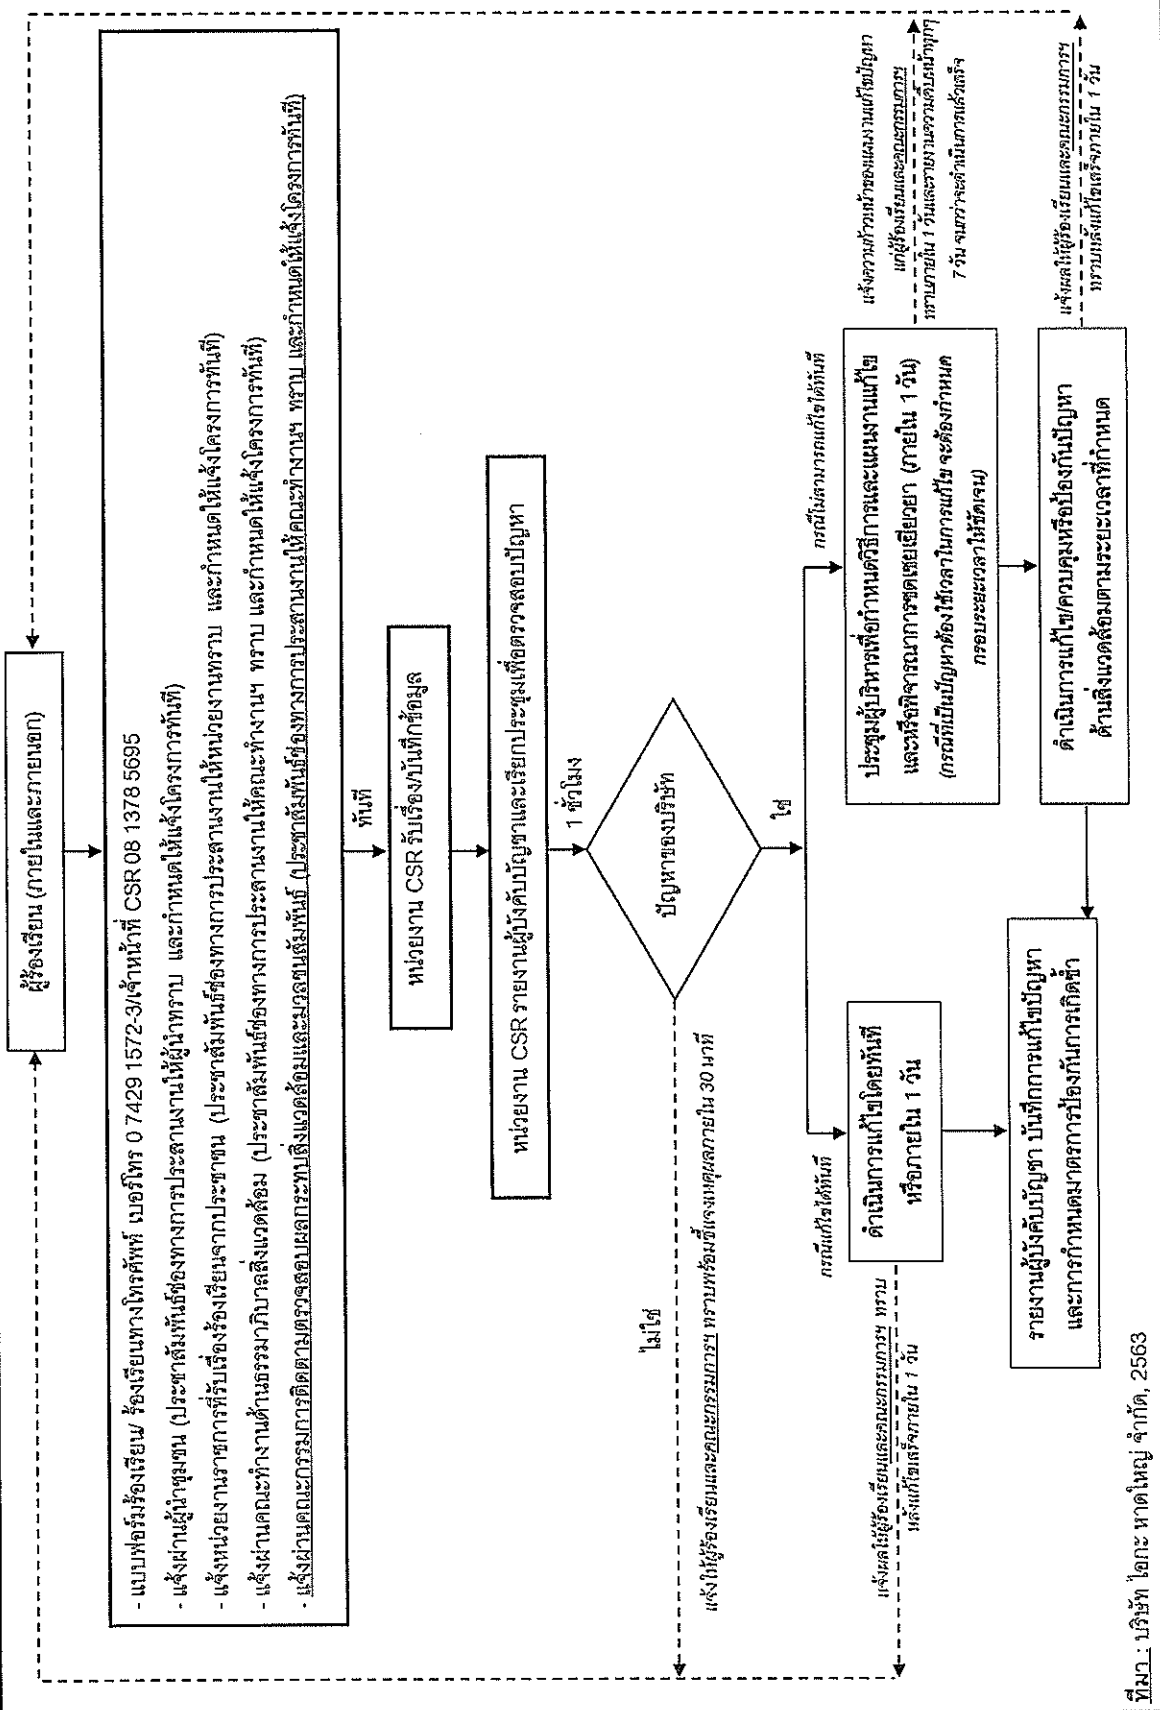 ผู้ร้องเรียน (ภายในและภายนอก)
- แบบฟอร์มร้องเรียน/ ร้องเรียนทางโทรศัพท์ เบอร์โทร 0 7429 1572-3/เจ้าหน้าที่ CSR 08 1378 5695
- แจ้งผ่านผู้นำชุมชน (ประชาสัมพันธ์ช่องทางการประสานงานให้ผู้นำทราบ และกำหนดให้แจ้งโครงการทันที)
- แจ้งหน่วยงานราชการที่รับเรื่องร้องเรียนจากประชาชน (ประชาสัมพันธ์ช่องทางการประสานงานให้หน่วยงานทราบ และกำหนดให้แจ้งโครงการทันที)
- แจ้งผ่านคณะทำงานด้านธรรมาภิบาลสิ่งแวดล้อม (ประชาสัมพันธ์ช่องทางการประสานงานให้คณะทำงานฯ ทราบ และกำหนดให้แจ้งโครงการทันที)
- แจ้งผ่านคณะกรรมการติดตามตรวจสอบผลกระทบสิ่งแวดล้อมและมวลชนสัมพันธ์ (ประชาสัมพันธ์ช่องทางการประสานงานให้คณะทำงานฯ ทราบ และกำหนดให้แจ้งโครงการทันที)
ทันที
หน่วยงาน CSR รับเรื่อง/บันทึกข้อมูล
หน่วยงาน CSR รายงานผู้บังคับบัญชาและเรียกประชุมเพื่อตรวจสอบปัญหา
1 ชั่วโมง
ปัญหาของบริษัท
ไม่ใช่
แจ้งให้ผู้ร้องเรียนและคณะกรรมการฯ ทราบพร้อมชี้แจงเหตุผลภายใน 30 นาที
ใช่
กรณีแก้ไขได้ทันที
กรณีไม่สามารถแก้ไขได้ทันที
ดำเนินการแก้ไขโดยทันที
หรือภายใน 1 วัน
แจ้งผลให้ผู้ร้องเรียนและคณะกรรมการฯ ทราบ
หลังแก้ไขเสร็จภายใน 1 วัน
ประชุมผู้บริหารเพื่อกำหนดวิธีการและแผนงานแก้ไข
และหรือพิจารณาการชดเชยเยียวยา (ภายใน 1 วัน)
(กรณีที่เป็นปัญหาต้องใช้เวลาในการแก้ไข จะต้องกำหนด
กรอบระยะเวลาให้ชัดเจน)
แจ้งความก้าวหน้าของแผนงานแก้ไขปัญหา
แก่ผู้ร้องเรียนและคณะกรรมการฯ
ทราบภายใน 1 วันและรายงานความคืบหน้าทุกๆ
7 วัน จนกว่าจะดำเนินการแล้วเสร็จ
ดำเนินการแก้ไข/ควบคุมหรือป้องกันปัญหา
ด้านสิ่งแวดล้อมตามระยะเวลาที่กำหนด
แจ้งผลให้ผู้ร้องเรียนและคณะกรรมการฯ
ทราบหลังแก้ไขเสร็จภายใน 1 วัน
รายงานผู้บังคับบัญชา บันทึกการแก้ไขปัญหา
และการกำหนดมาตรการป้องกันการเกิดซ้ำ
ที่มา : บริษัท ไอกะ หาดใหญ่ จำกัด, 2563